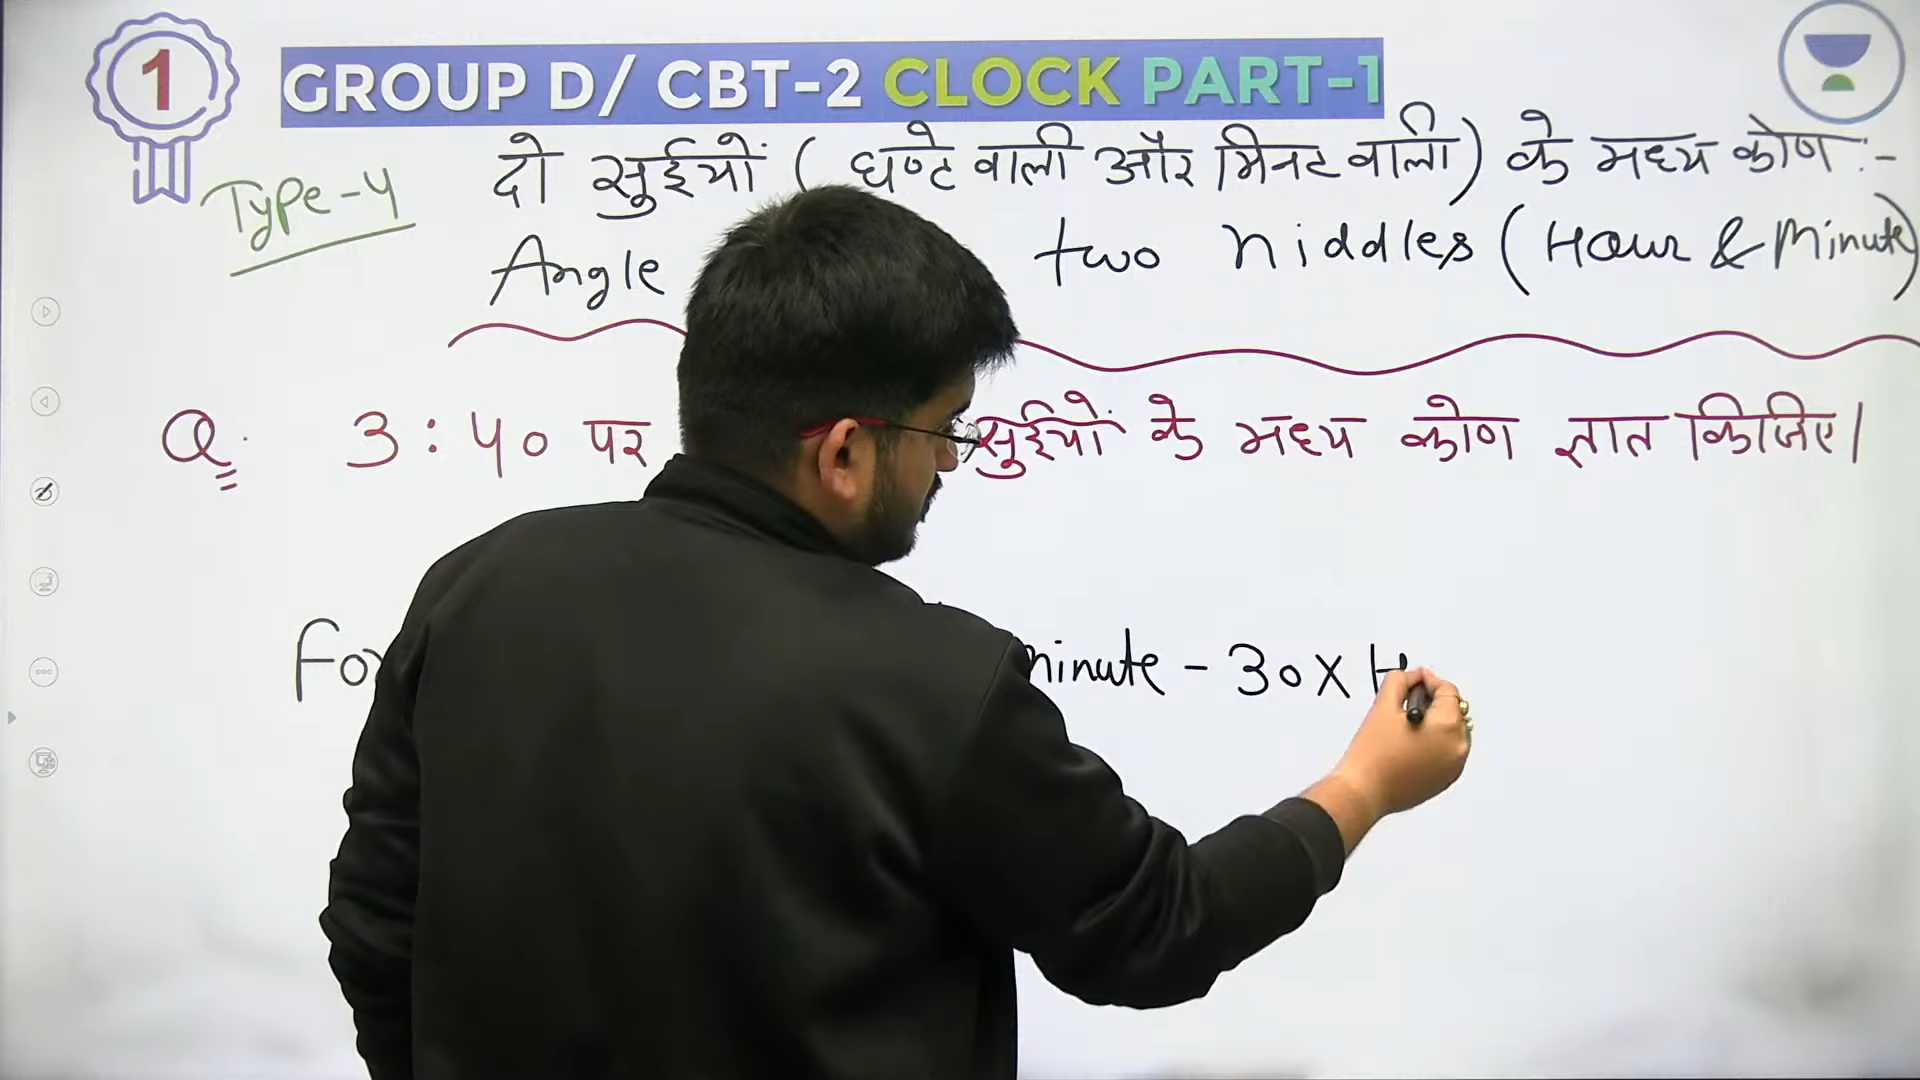 1
GROUP D/ CBT-2 CLOCK PART-1
दो सुईयों ( घण्टे वाली और मिनट वाली) के मध्य कोण :-
Type-4
Angle two niddles (Hour & Minute)
Q. 3:40 पर सुईयों के मध्य कोण ज्ञात किजिए।
minute - 30 X H